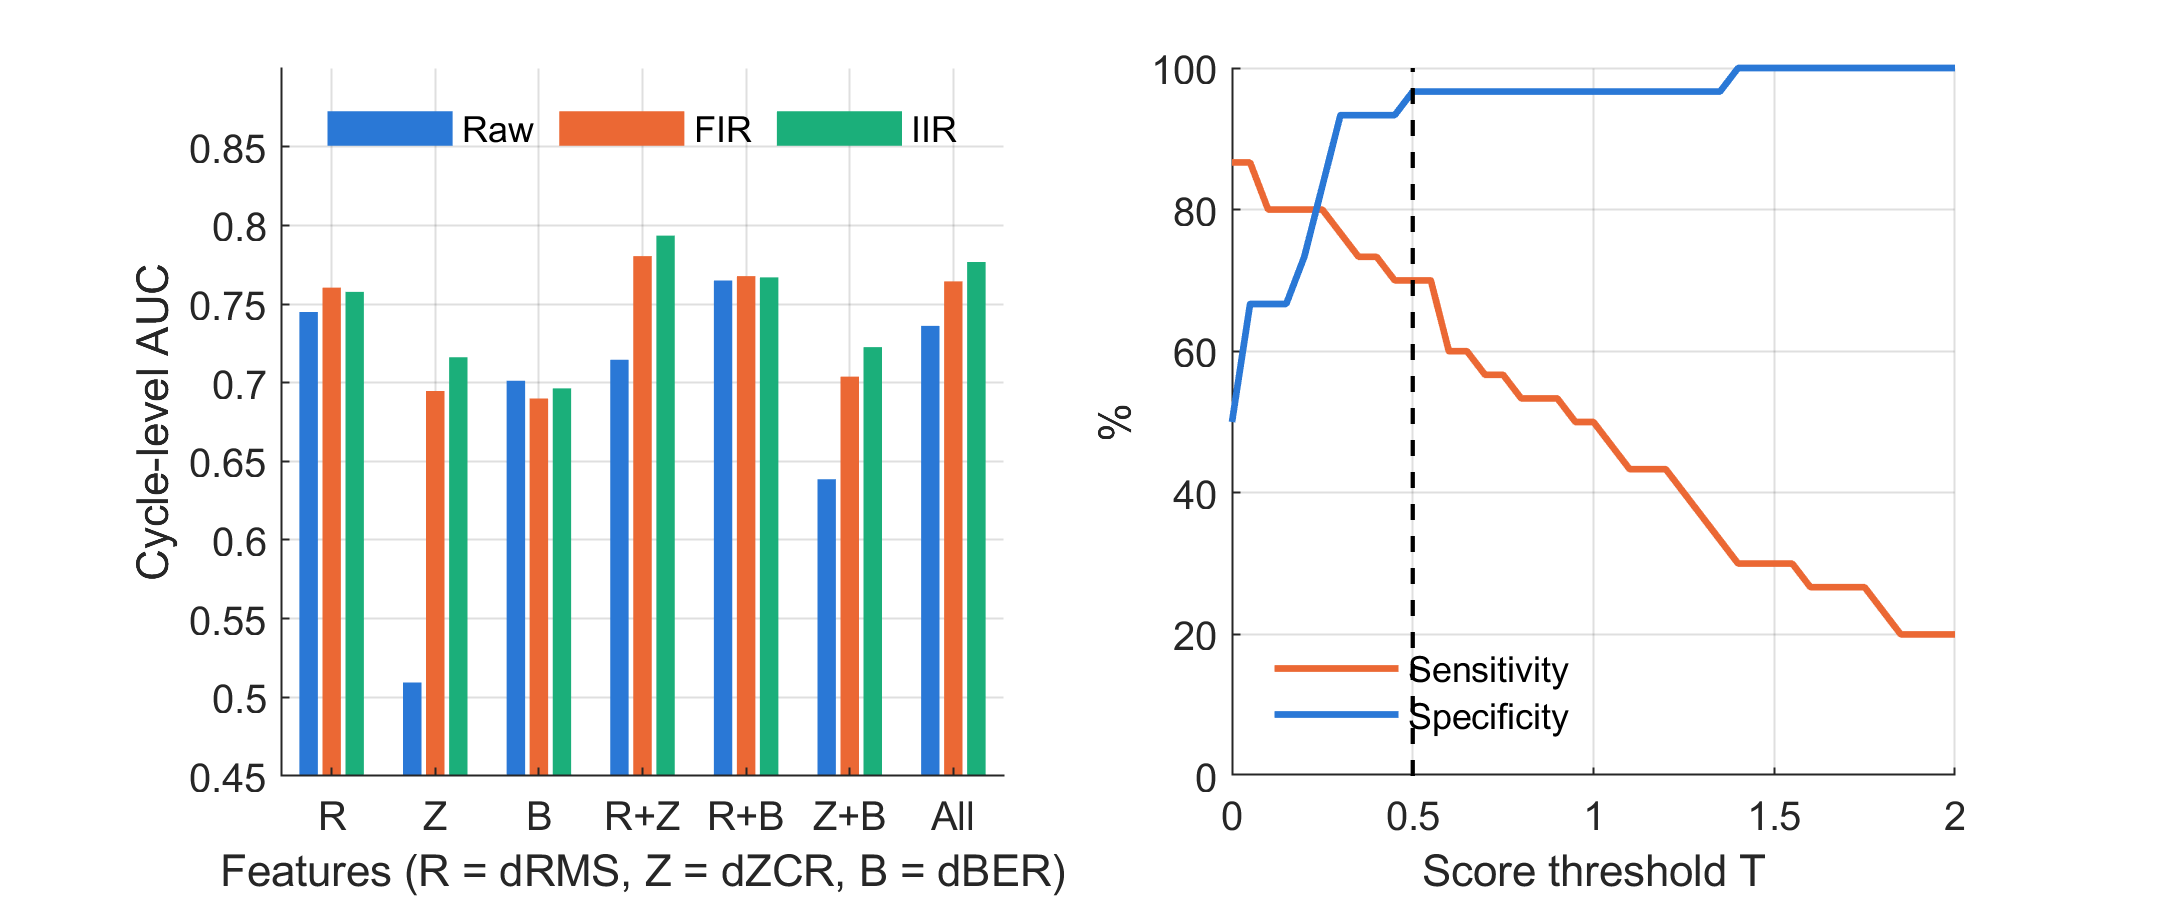 Cycle-level AUC
0.85
0.8
0.75
0.7
0.65
0.6
0.55
0.5
0.45
Raw FIR IIR
R Z B R+Z R+B Z+B All
Features (R = dRMS, Z = dZCR, B = dBER)
%
100
80
60
40
20
0
Sensitivity
Specificity
0 0.5 1 1.5 2
Score threshold T